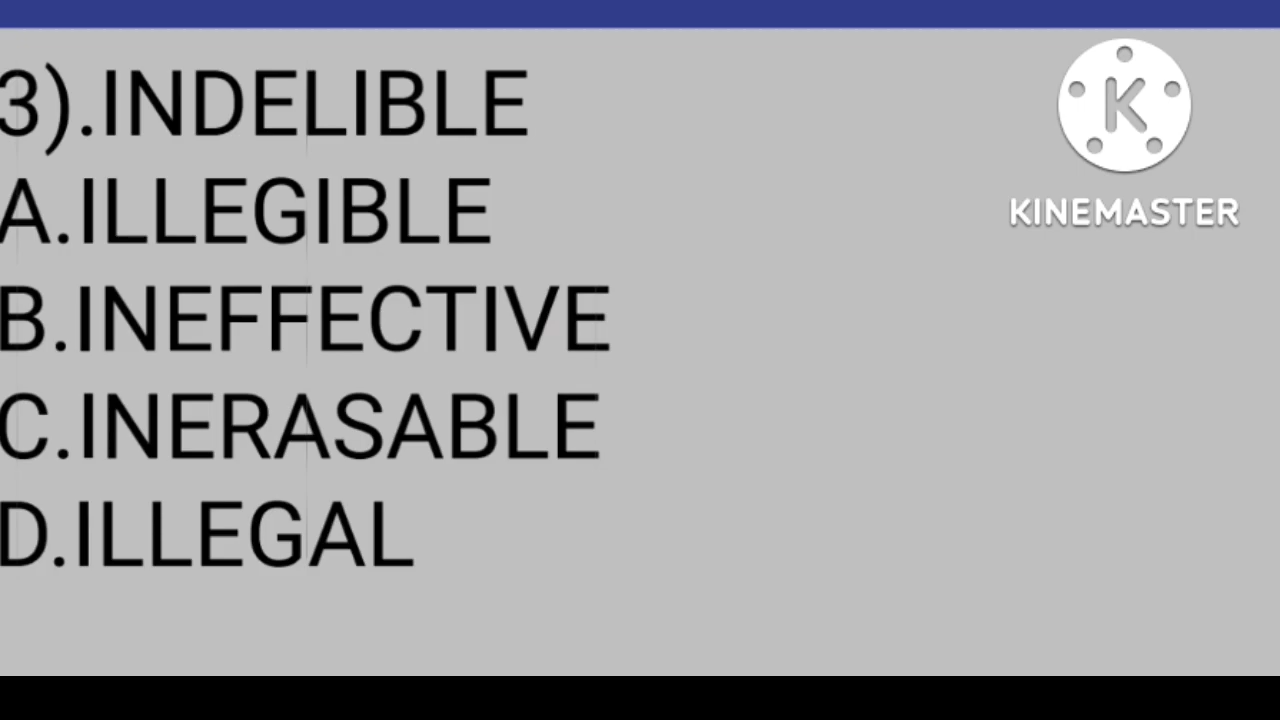 3).INDELIBLE
A.ILLEGIBLE
B.INEFFECTIVE
C.INERASABLE
D.ILLEGAL
K
KINEMASTER